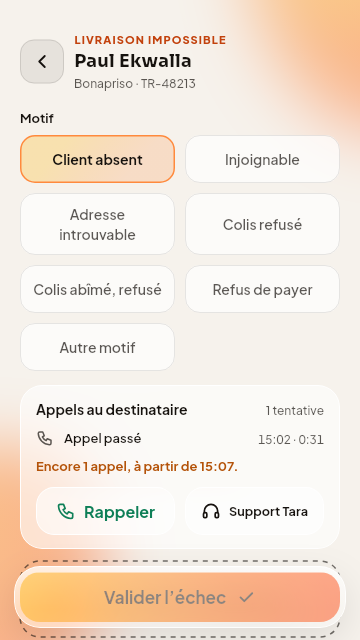 LIVRAISON IMPOSSIBLE
Paul Ekwalla
Bonapriso · TR-48213
Motif
Client absent
Injoignable
Adresse
introuvable
Colis refusé
Colis abîmé, refusé
Refus de payer
Autre motif
Appels au destinataire
1 tentative
Appel passé
15:02 · 0:31
Encore 1 appel, à partir de 15:07.
Rappeler
Support Tara
Valider l’échec